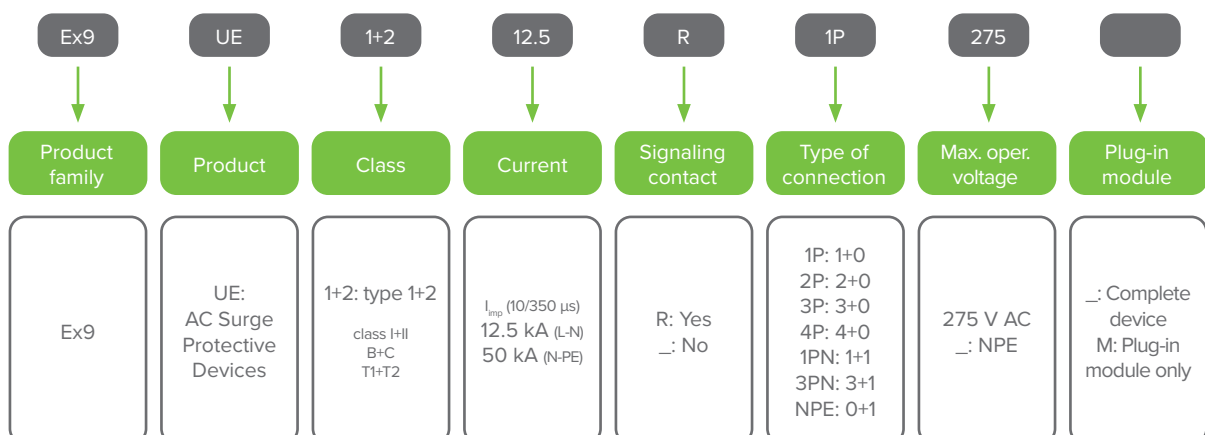 Ex9 UE 1+2 12.5 R 1P 275
Product family
Product
Class
Current
Signaling contact
Type of connection
Max. oper. voltage
Plug-in module
Ex9
UE:
AC Surge
Protective
Devices
1+2: type 1+2
class I+II
B+C
T1+T2
Iimp (10/350 µs)
12.5 kA (L-N)
50 kA (N-PE)
R: Yes
_: No
1P: 1+0
2P: 2+0
3P: 3+0
4P: 4+0
1PN: 1+1
3PN: 3+1
NPE: 0+1
275 V AC
_: NPE
_: Complete
device
M: Plug-in
module only